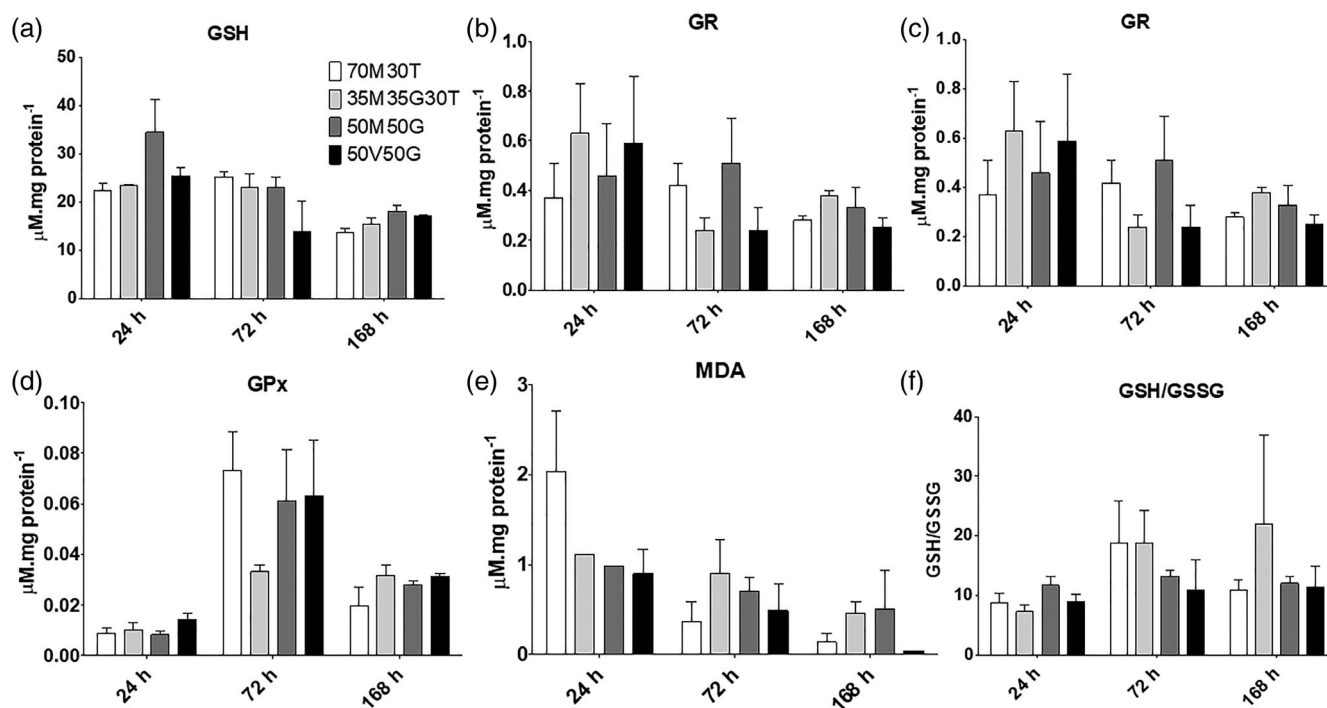 (a)
GSH
50
40
30
20
10
0
µM.mg protein-1
70M30T
35M35G30T
50M50G
50V50G
24 h
72 h
168 h
(b)
GR
1.0
0.8
0.6
0.4
0.2
0.0
µM.mg protein-1
24 h
72 h
168 h
(c)
GR
1.0
0.8
0.6
0.4
0.2
0.0
µM.mg protein-1
24 h
72 h
168 h
(d)
GPx
0.10
0.08
0.06
0.04
0.02
0.00
µM.mg protein-1
24 h
72 h
168 h
(e)
MDA
3
2
1
0
µM.mg protein-1
24 h
72 h
168 h
(f)
GSH/GSSG
40
30
20
10
0
GSH/GSSG
24 h
72 h
168 h